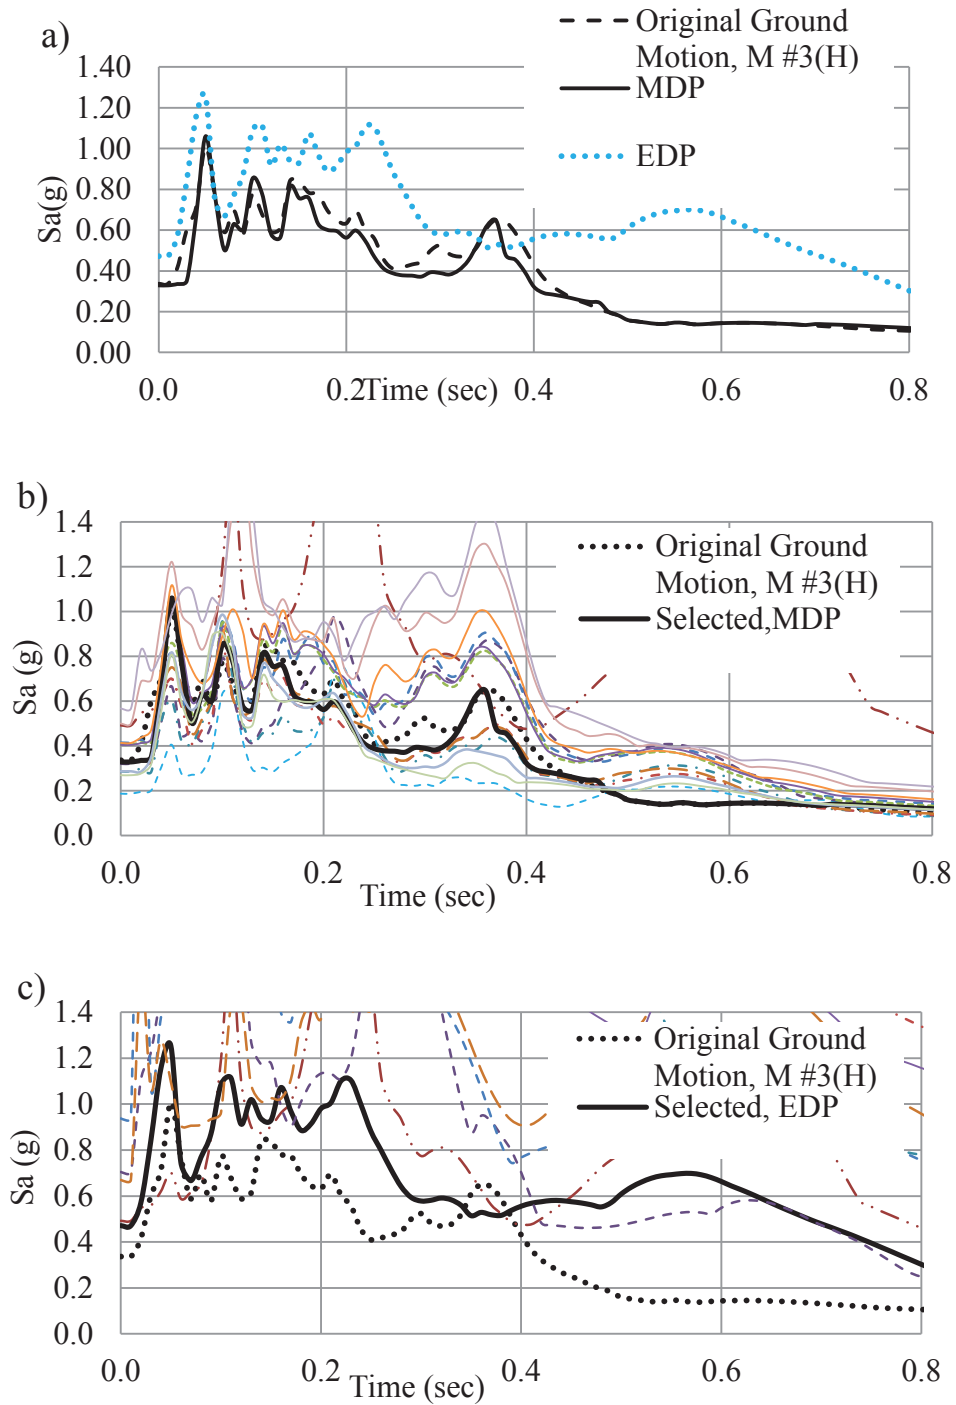 a)
Original Ground
Motion, M #3(H)
MDP
EDP
1.40
1.20
1.00
0.80
0.60
0.40
0.20
0.00
Sa(g)
0.0 0.2 0.4 0.6 0.8
Time (sec)
b)
Original Ground
Motion, M #3(H)
Selected,MDP
1.4
1.2
1.0
0.8
0.6
0.4
0.2
0.0
Sa (g)
0.0 0.2 0.4 0.6 0.8
Time (sec)
c)
Original Ground
Motion, M #3(H)
Selected, EDP
1.4
1.2
1.0
0.8
0.6
0.4
0.2
0.0
Sa (g)
0.0 0.2 0.4 0.6 0.8
Time (sec)